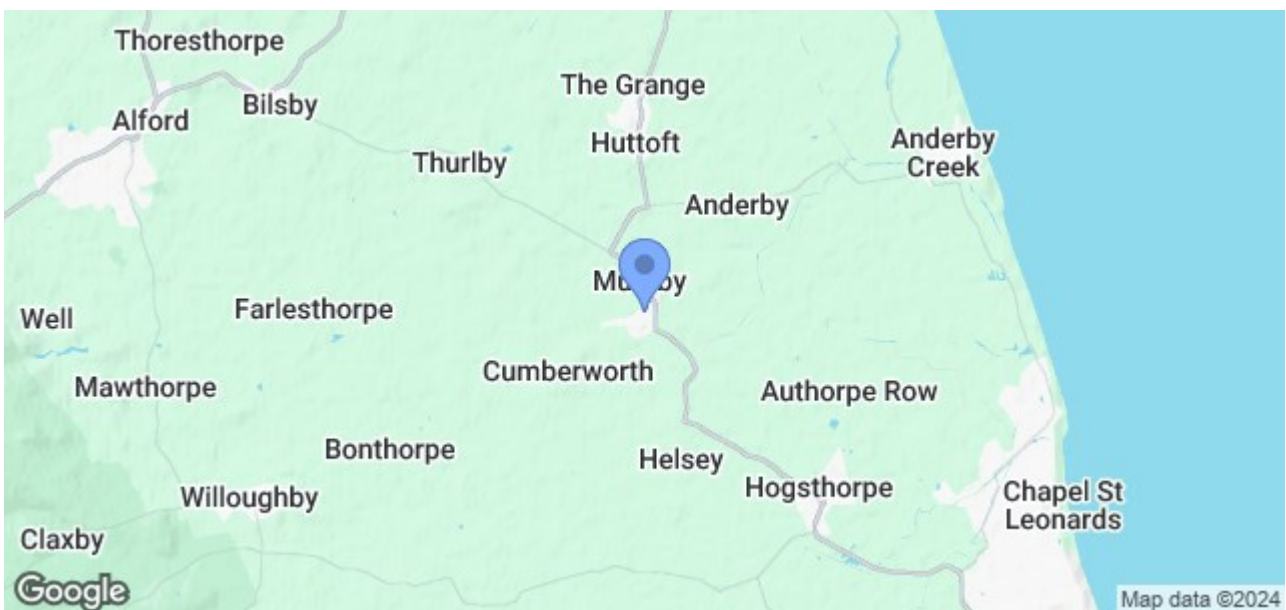 Thoresthorpe
The Grange
Bilsby
Alford
Huttoft
Anderby
Creek
Thurlby
Anderby
Farlesthorpe
Well
Cumberworth
Mawthorpe
Authorpe Row
Bonthorpe
Helsey
Hogsthorpe
Willoughby
Chapel St
Leonards
Claxby
Google
Map data ©2024